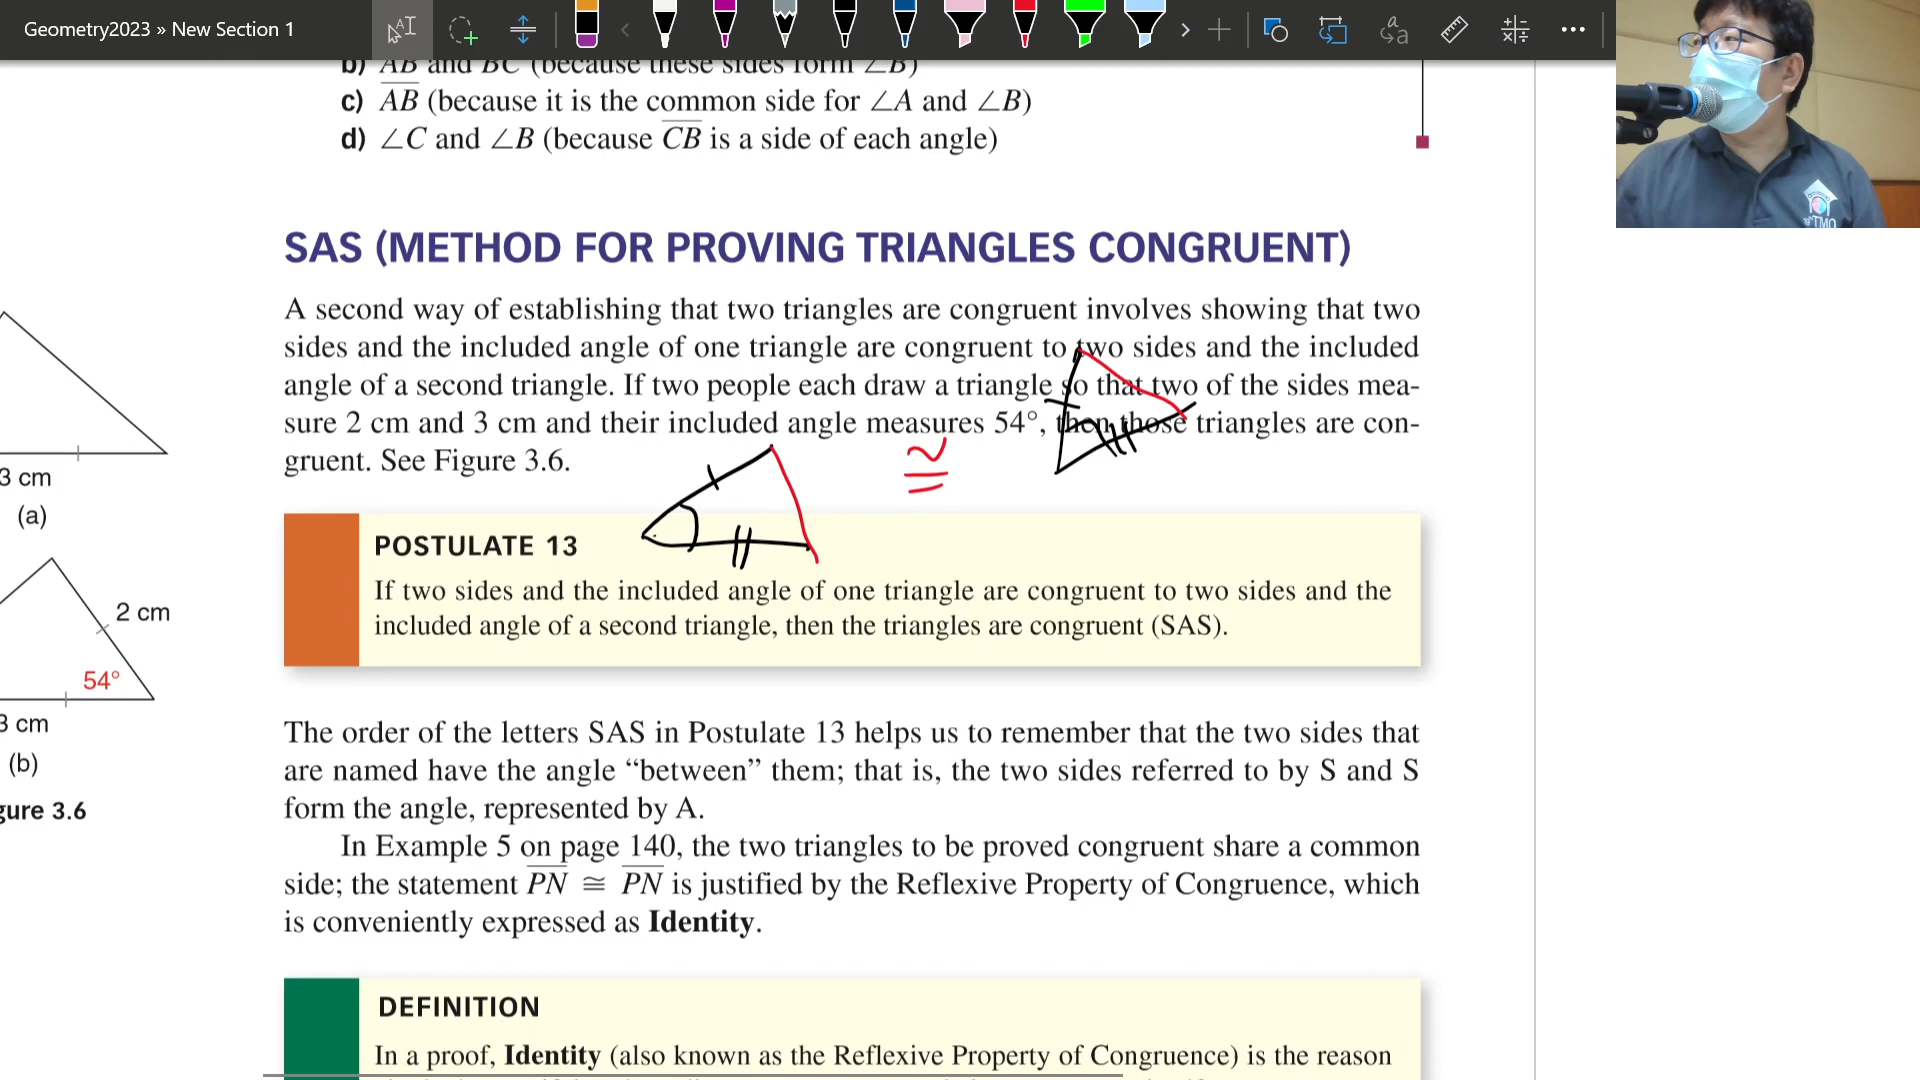 Geometry2023 » New Section 1
b) AB and BC (because these sides form ∠B)
c) AB (because it is the common side for ∠A and ∠B)
d) ∠C and ∠B (because CB is a side of each angle)
TMO
SAS (METHOD FOR PROVING TRIANGLES CONGRUENT)
A second way of establishing that two triangles are congruent involves showing that two
sides and the included angle of one triangle are congruent to two sides and the included
angle of a second triangle. If two people each draw a triangle so that two of the sides mea-
sure 2 cm and 3 cm and their included angle measures 54°, then those triangles are con-
gruent. See Figure 3.6.
≅
3 cm
(a)
POSTULATE 13
If two sides and the included angle of one triangle are congruent to two sides and the
included angle of a second triangle, then the triangles are congruent (SAS).
2 cm
54°
3 cm
(b)
gure 3.6
The order of the letters SAS in Postulate 13 helps us to remember that the two sides that
are named have the angle “between” them; that is, the two sides referred to by S and S
form the angle, represented by A.
In Example 5 on page 140, the two triangles to be proved congruent share a common
side; the statement PN ≅ PN is justified by the Reflexive Property of Congruence, which
is conveniently expressed as Identity.
DEFINITION
In a proof, Identity (also known as the Reflexive Property of Congruence) is the reason